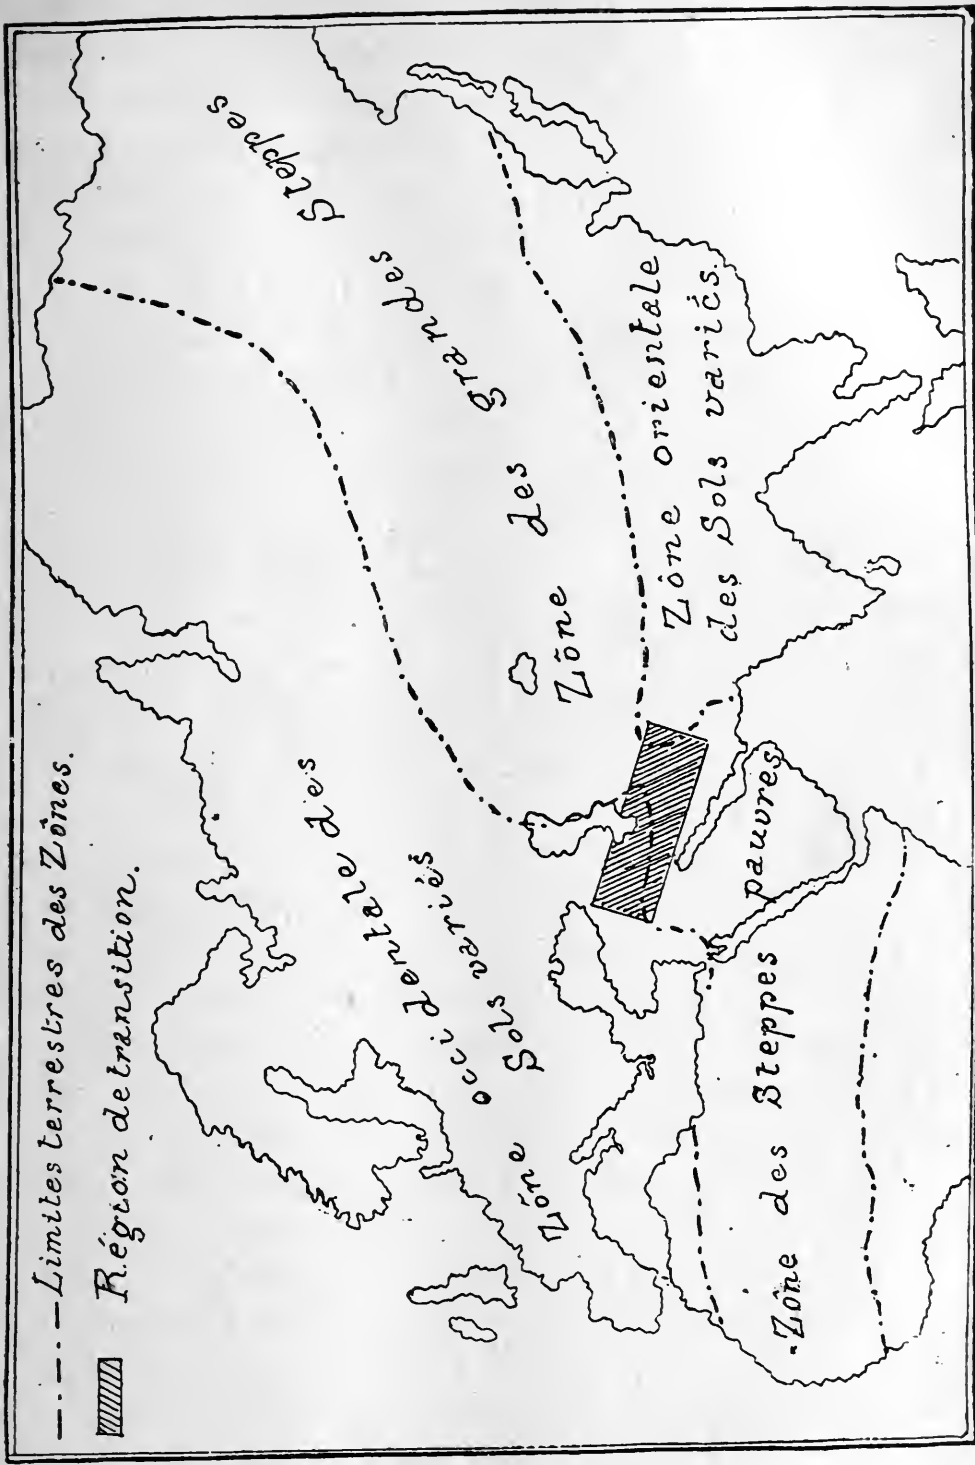 Limites terrestres des Zônes.
Région de transition.
Zône des grandes Steppes
Zône occidentale des
Sols variés
Zône orientale
des Sols variés.
Zône des Steppes pauvres